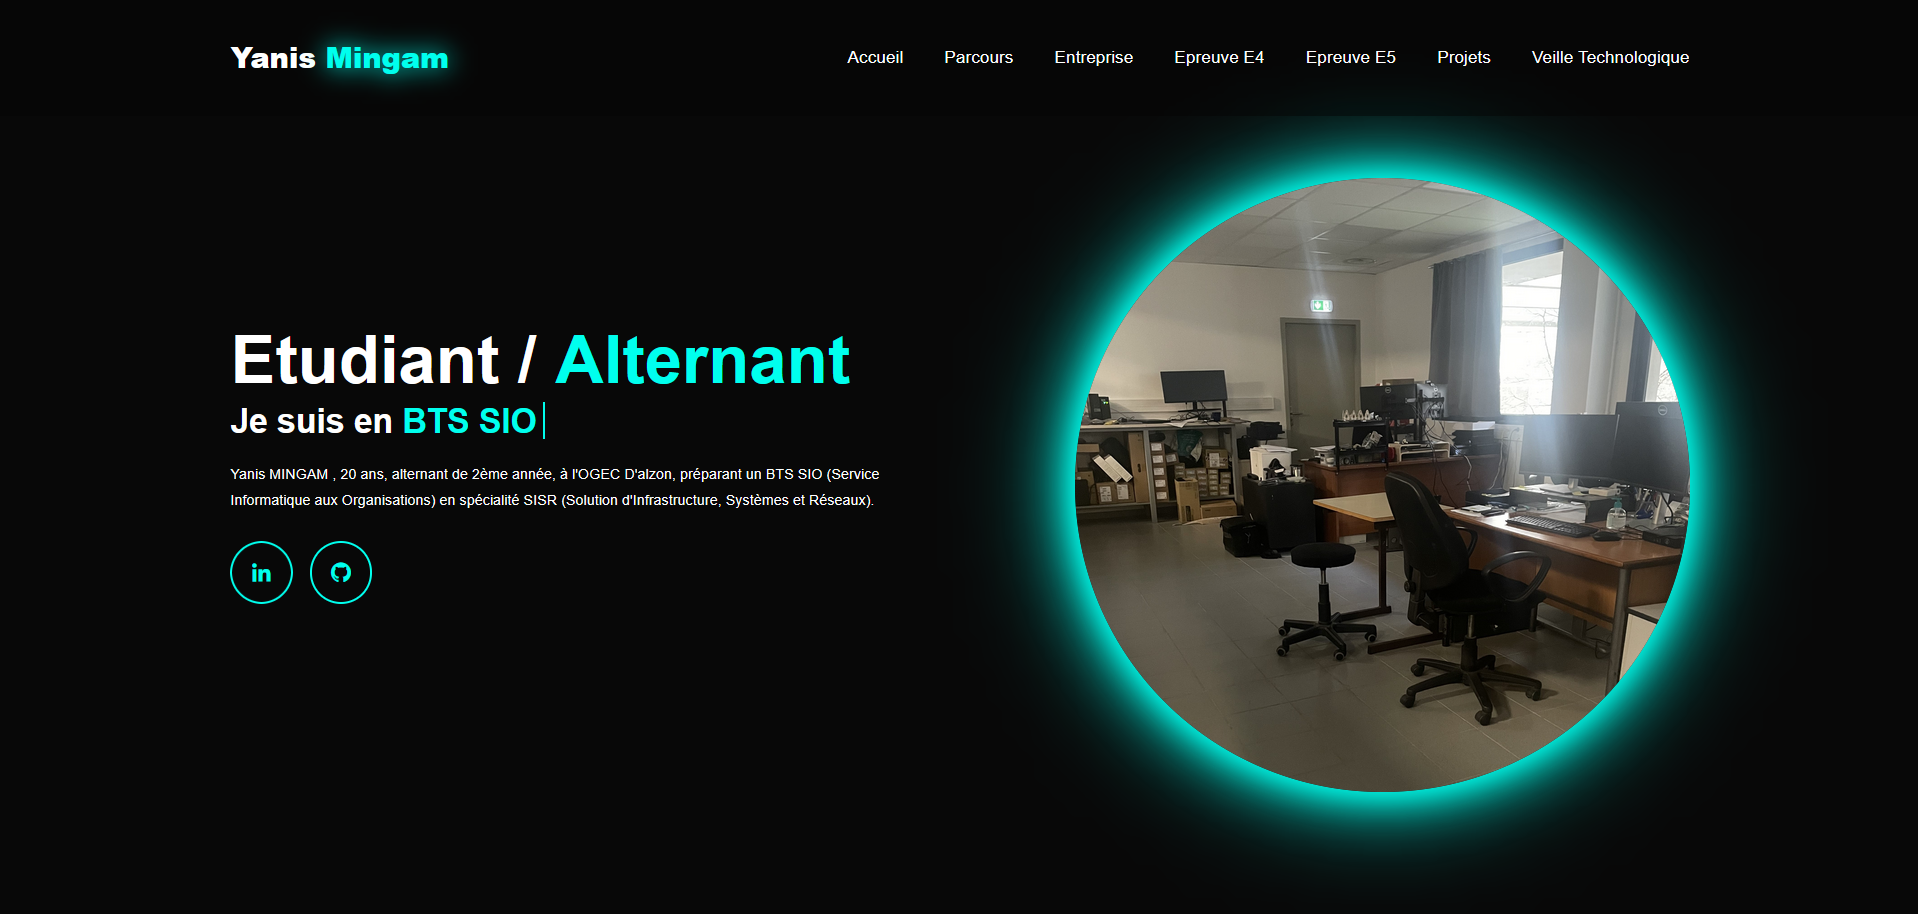 Yanis Mingam
Accueil Parcours Entreprise Epreuve E4 Epreuve E5 Projets Veille Technologique
Etudiant / Alternant
Je suis en BTS SIO
Yanis MINGAM , 20 ans, alternant de 2ème année, à l'OGEC D'alzon, préparant un BTS SIO (Service
Informatique aux Organisations) en spécialité SISR (Solution d'Infrastructure, Systèmes et Réseaux).
in